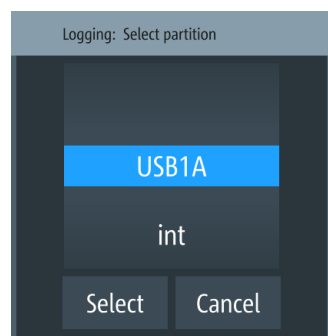 Logging: Select partition
USB1A
int
Select Cancel